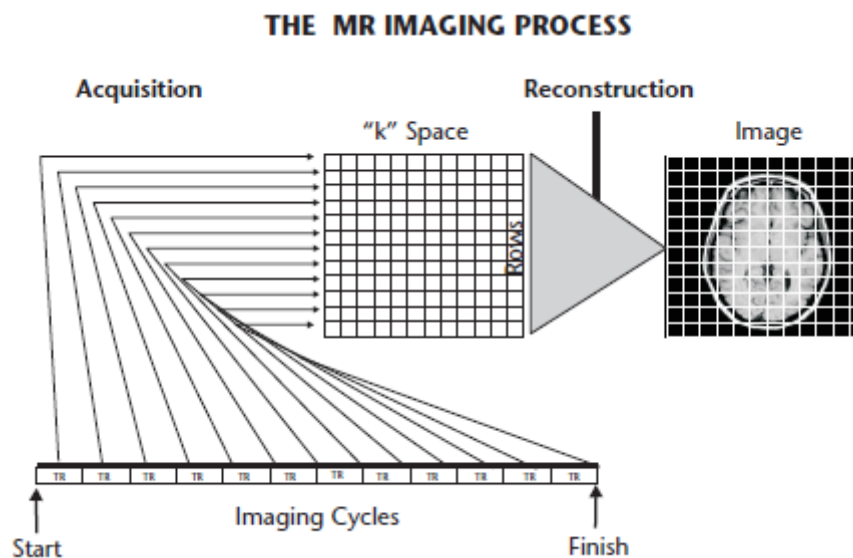 THE MR IMAGING PROCESS
Acquisition
Reconstruction
"k" Space
Image
Rows
TR TR TR TR TR TR TR TR TR TR TR TR
Imaging Cycles
Start
Finish